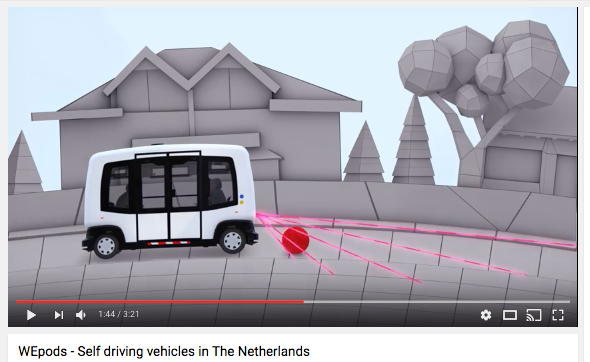 1:44 / 3:21
WEpods - Self driving vehicles in The Netherlands